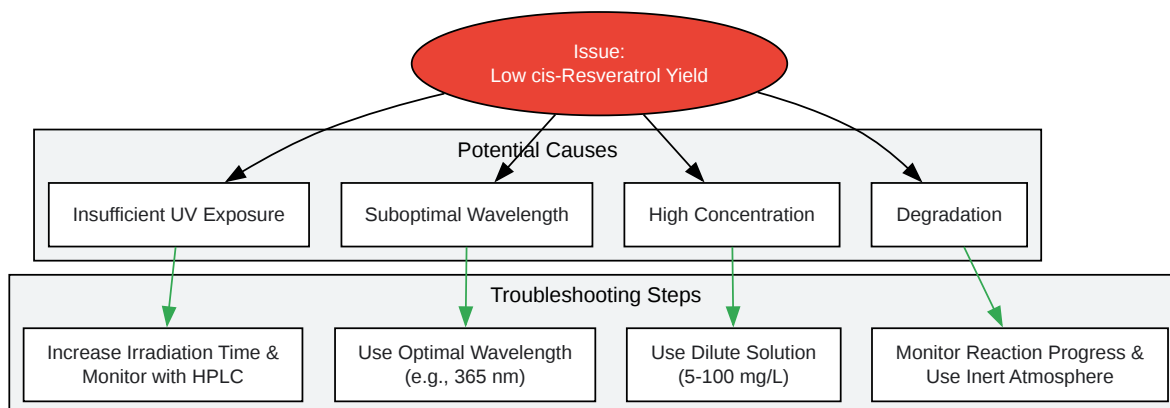 Issue:
Low cis-Resveratrol Yield
Potential Causes
Insufficient UV Exposure
Suboptimal Wavelength
High Concentration
Degradation
Troubleshooting Steps
Increase Irradiation Time &
Monitor with HPLC
Use Optimal Wavelength
(e.g., 365 nm)
Use Dilute Solution
(5-100 mg/L)
Monitor Reaction Progress &
Use Inert Atmosphere